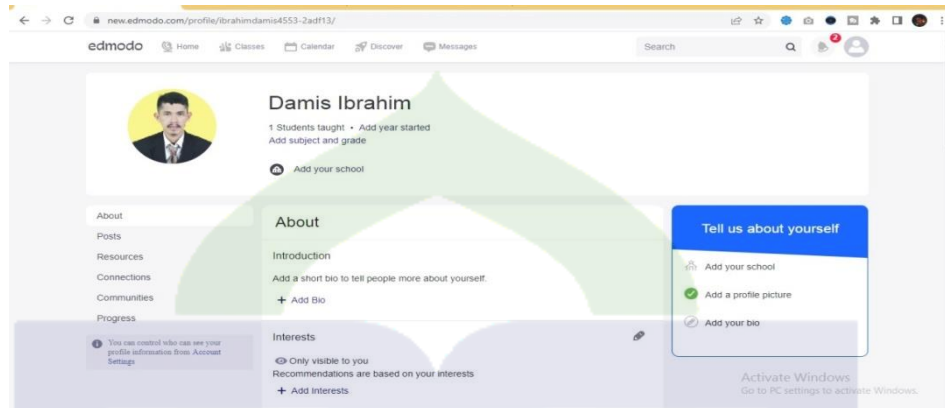 new.edmodo.com/profile/ibrahimdamis4553-2adf13/
edmodo Home Classes Calendar Discover Messages Search 2
Damis Ibrahim
1 Students taught • Add year started
Add subject and grade
Add your school
About
Posts
Resources
Connections
Communities
Progress
You can control who can see your
profile information from Account
Settings
About
Introduction
Add a short bio to tell people more about yourself.
+ Add Bio
Interests
Only visible to you
Recommendations are based on your interests
+ Add Interests
Tell us about yourself
Add your school
Add a profile picture
Add your bio
Activate Windows
Go to PC settings to activate Windows.